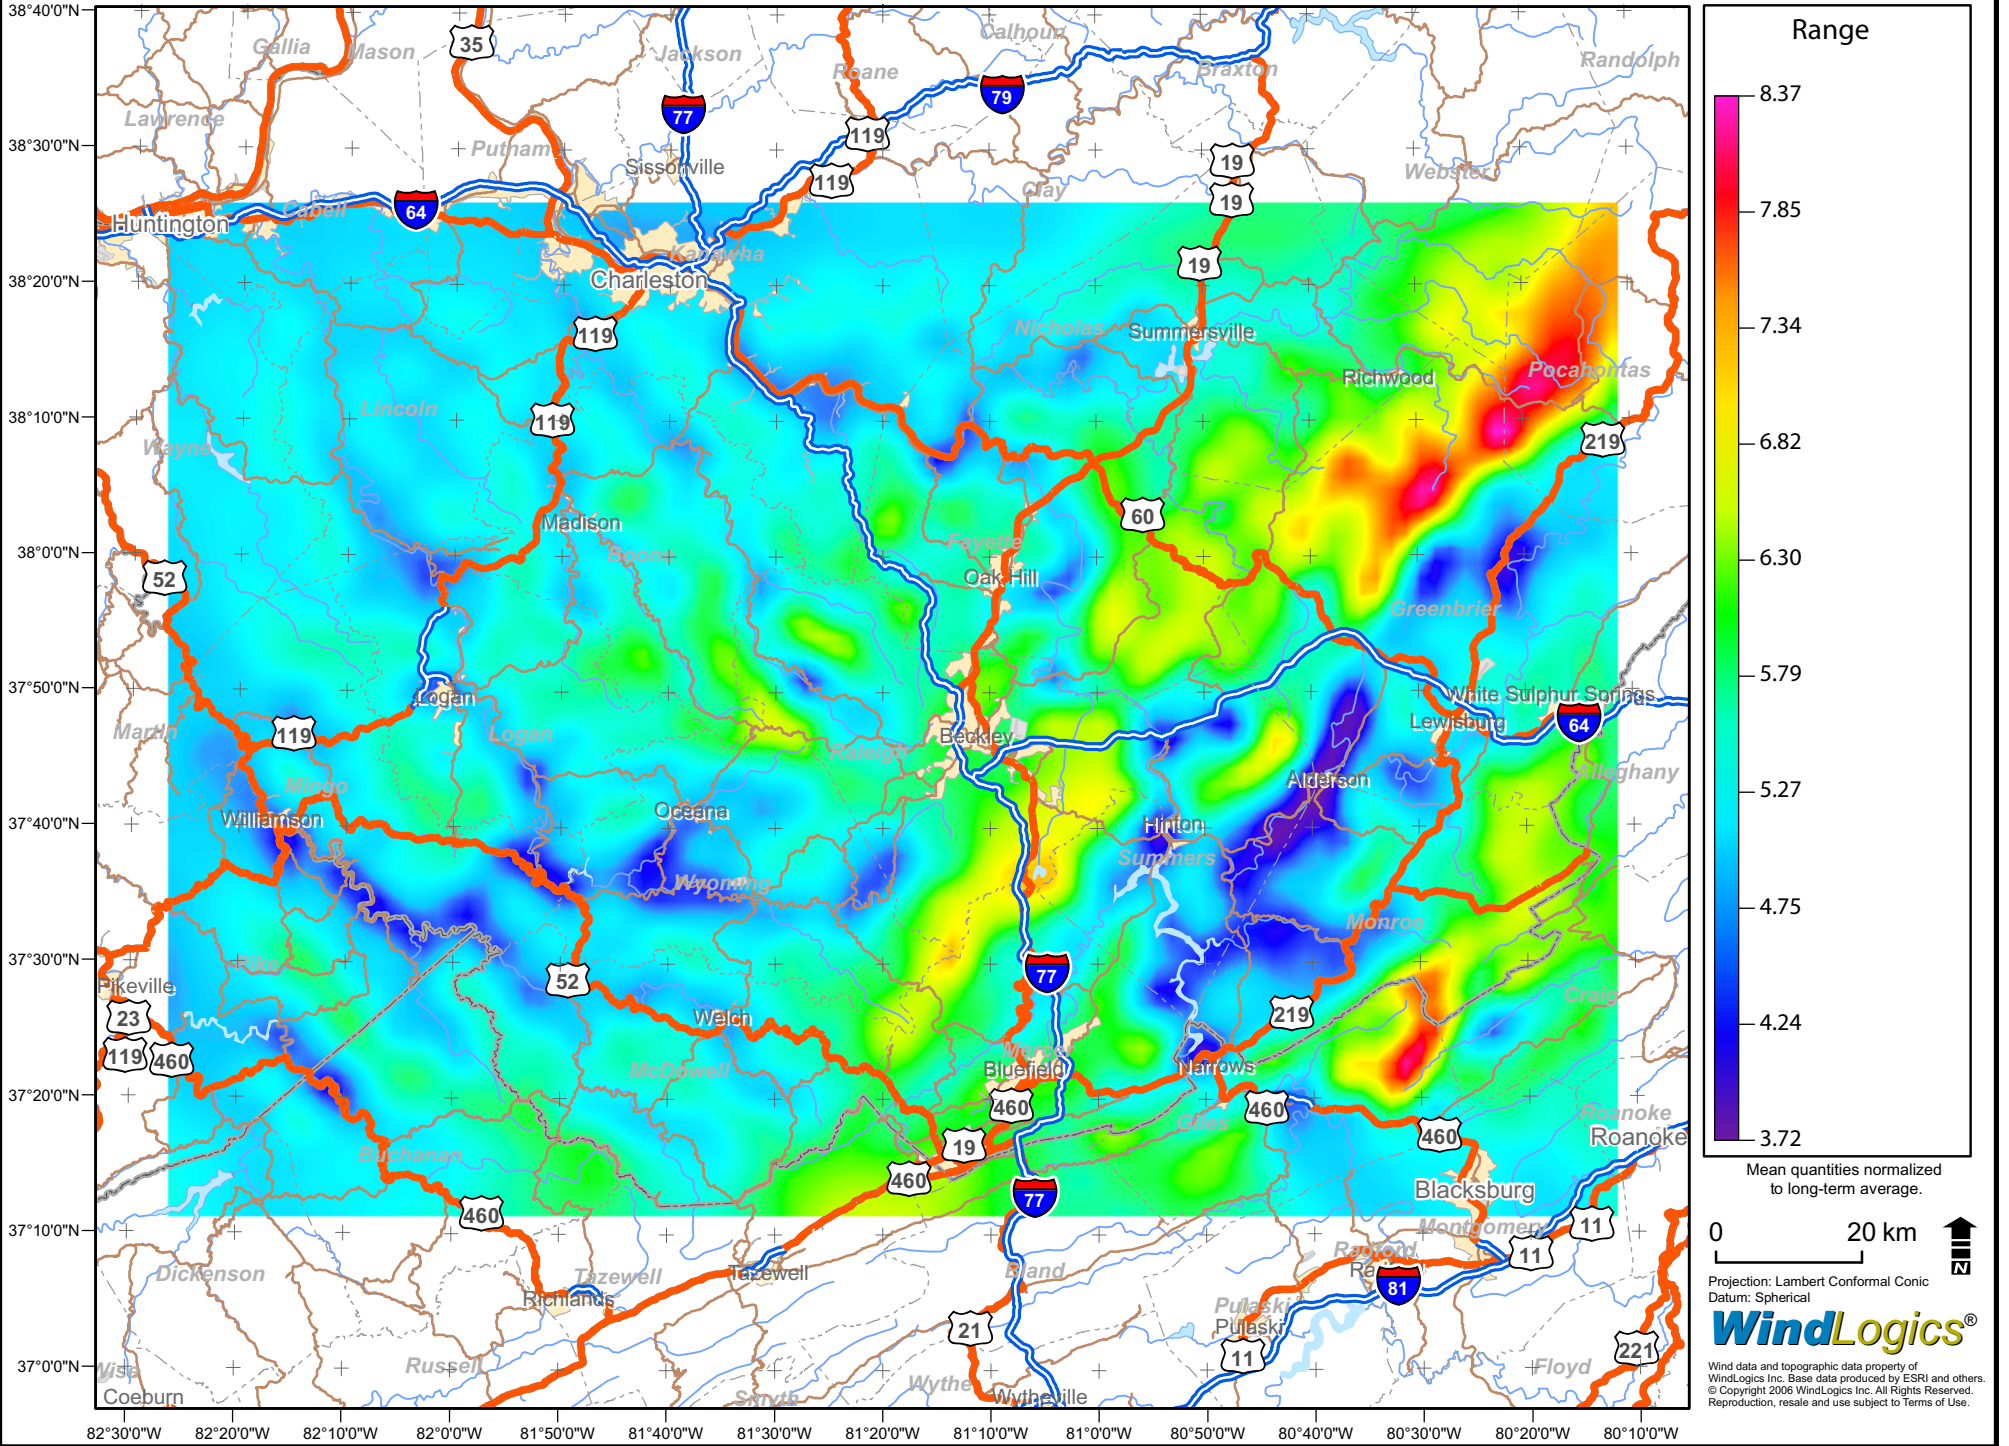 38°40'0"N
38°30'0"N
38°20'0"N
38°10'0"N
38°0'0"N
37°50'0"N
37°40'0"N
37°30'0"N
37°20'0"N
37°10'0"N
37°0'0"N
Gallia
Mason
35
Jackson
Roane
Calhoun
Braxton
Randolph
Lawrence
77
79
119
Putnam
Sissonville
119
19
Clay
19
Webster
Huntington
Cabell
64
Kanawha
Charleston
19
119
Nicholas
Summersville
Richwood
Pocahontas
Lincoln
119
Wayne
219
Madison
60
Boone
Fayette
Oak Hill
52
Greenbrier
Logan
White Sulphur Springs
Lewisburg
64
Martin
119
Logan
Raleigh
Beckley
Alleghany
Mingo
Alderson
Williamson
Oceana
Hinton
Summers
Wyoming
Monroe
Pike
Pikeville
52
77
Craig
23
Welch
219
119
460
McDowell
Mercer
Bluefield
Narrows
460
460
Giles
Roanoke
Roanoke
19
460
Buchanan
460
460
77
Blacksburg
11
Montgomery
11
Dickenson
Tazewell
Tazewell
Richlands
Bland
Radford
81
Pulaski
Pulaski
21
11
221
Wise
Coeburn
Russell
Smyth
Wythe
Wytheville
Floyd
82°30'0"W
82°20'0"W
82°10'0"W
82°0'0"W
81°50'0"W
81°40'0"W
81°30'0"W
81°20'0"W
81°10'0"W
81°0'0"W
80°50'0"W
80°40'0"W
80°30'0"W
80°20'0"W
80°10'0"W
Range
8.37
7.85
7.34
6.82
6.30
5.79
5.27
4.75
4.24
3.72
Mean quantities normalized
to long-term average.
0 20 km
N
Projection: Lambert Conformal Conic
Datum: Spherical
WindLogics®
Wind data and topographic data property of
WindLogics Inc. Base data produced by ESRI and others.
© Copyright 2006 WindLogics Inc. All Rights Reserved.
Reproduction, resale and use subject to Terms of Use.